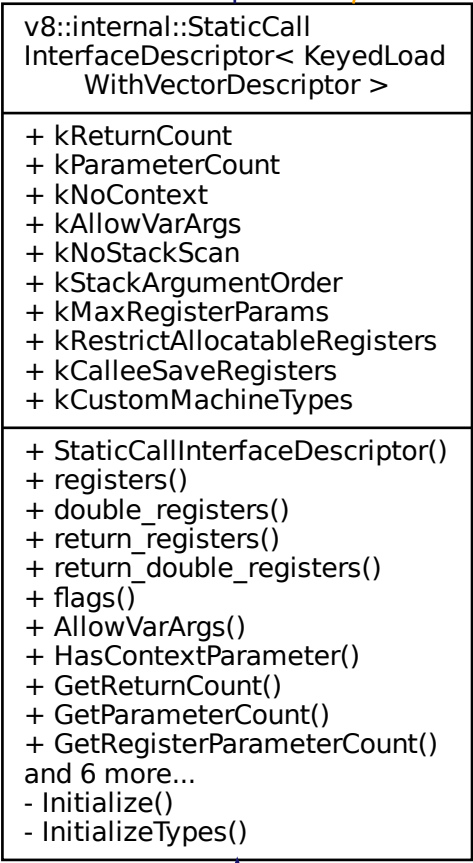 v8::internal::StaticCall
InterfaceDescriptor< KeyedLoad
WithVectorDescriptor >
+ kReturnCount
+ kParameterCount
+ kNoContext
+ kAllowVarArgs
+ kNoStackScan
+ kStackArgumentOrder
+ kMaxRegisterParams
+ kRestrictAllocatableRegisters
+ kCalleeSaveRegisters
+ kCustomMachineTypes
+ StaticCallInterfaceDescriptor()
+ registers()
+ double_registers()
+ return_registers()
+ return_double_registers()
+ flags()
+ AllowVarArgs()
+ HasContextParameter()
+ GetReturnCount()
+ GetParameterCount()
+ GetRegisterParameterCount()
and 6 more...
- Initialize()
- InitializeTypes()